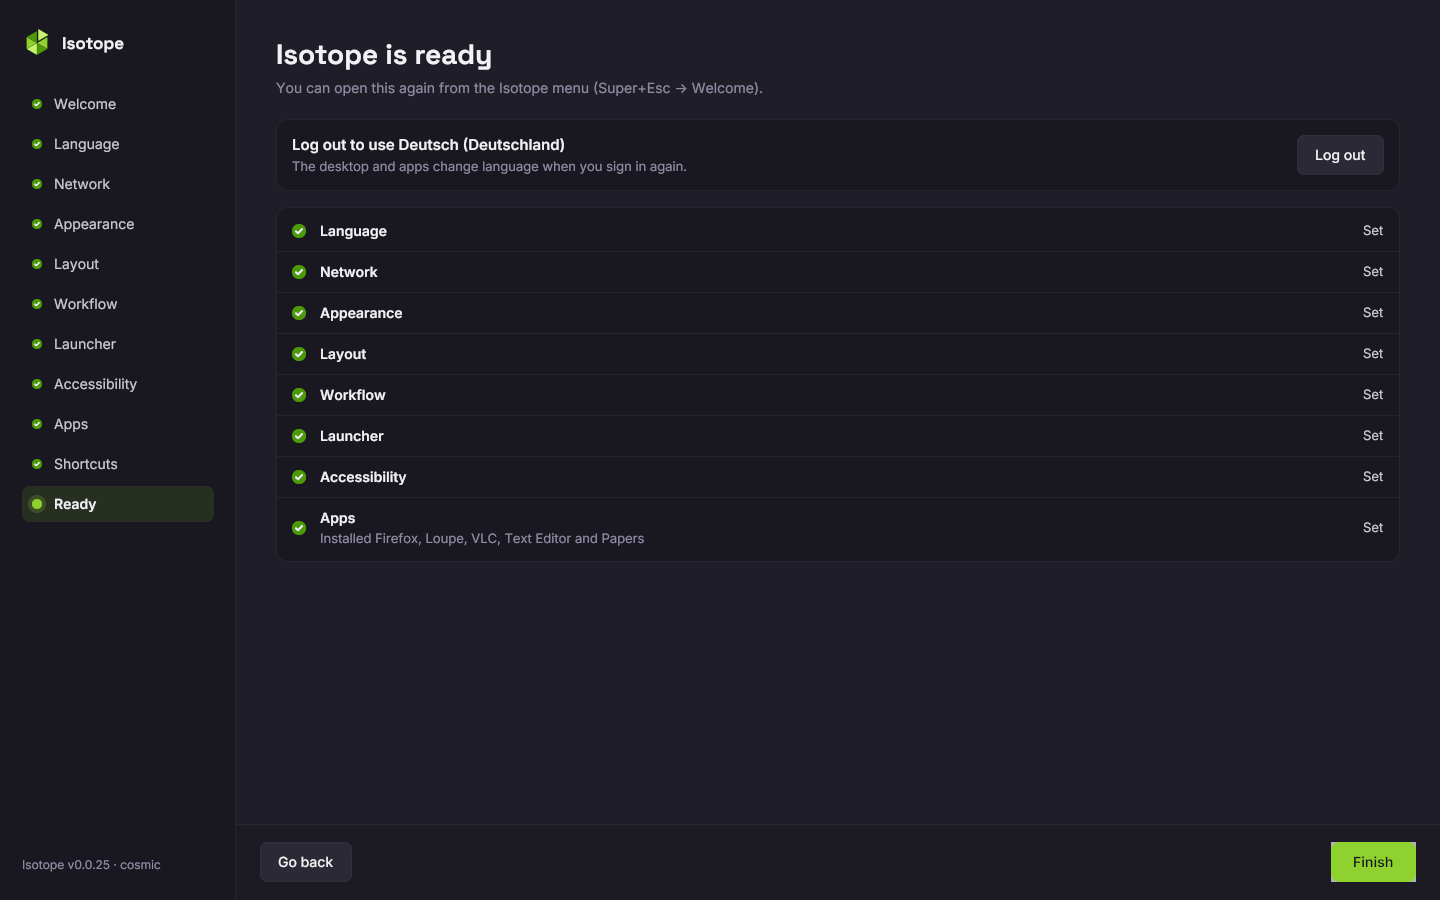 Isotope
Welcome
Language
Network
Appearance
Layout
Workflow
Launcher
Accessibility
Apps
Shortcuts
Ready
Isotope v0.0.25 · cosmic
Isotope is ready
You can open this again from the Isotope menu (Super+Esc → Welcome).
Log out to use Deutsch (Deutschland)
The desktop and apps change language when you sign in again.
Log out
Language Set
Network Set
Appearance Set
Layout Set
Workflow Set
Launcher Set
Accessibility Set
Apps
Installed Firefox, Loupe, VLC, Text Editor and Papers
Set
Go back
Finish